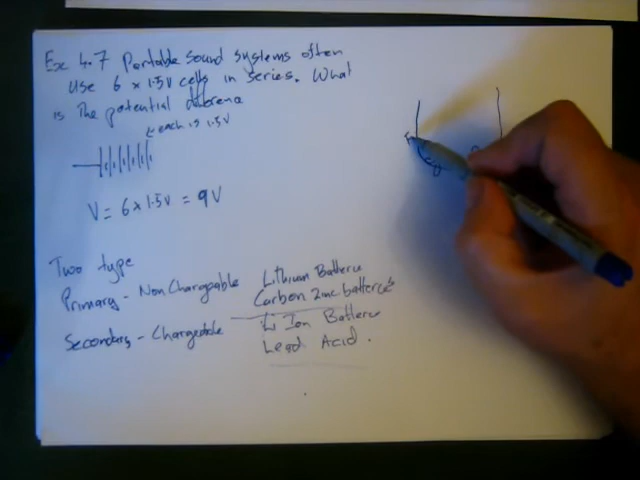 Ex 4.7 Portable sound systems often
use 6 x 1.5V cells in series. What
is the potential difference
each is 1.5V
V = 6 x 1.5V = 9V
Two type
Primary - Non Chargeable Lithium Batterie
Carbon Zinc batteries
Secondary - Chargeable Li Ion Batterie
Lead Acid.